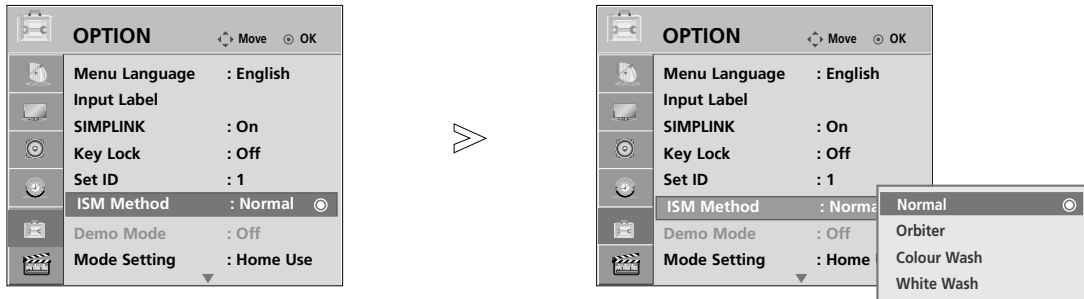 OPTION
Move OK
Menu Language : English
Input Label
SIMPLINK : On
Key Lock : Off
Set ID : 1
ISM Method : Normal
Demo Mode : Off
Mode Setting : Home Use
OPTION
Move OK
Menu Language : English
Input Label
SIMPLINK : On
Key Lock : Off
Set ID : 1
ISM Method : Norma
Demo Mode : Off
Mode Setting : Home
Normal
Orbiter
Colour Wash
White Wash